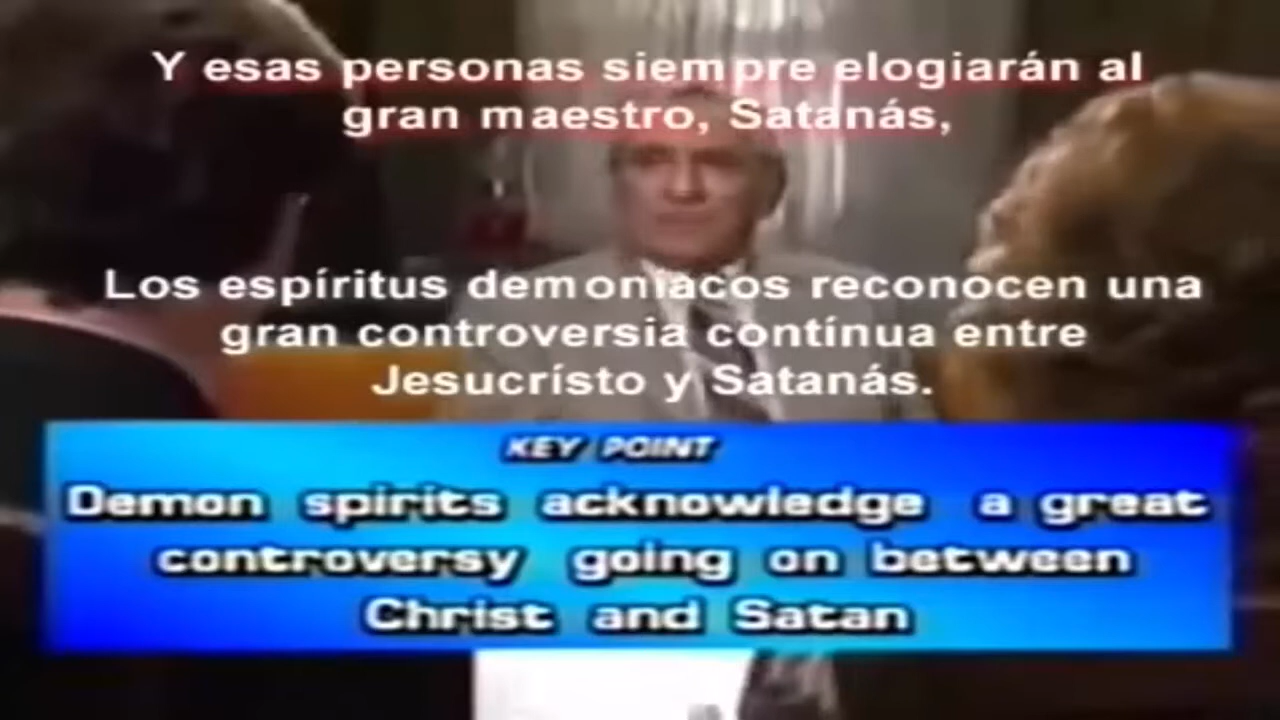 Y esas personas siempre elogiarán al
gran maestro, Satanás,
Los espíritus demoníacos reconocen una
gran controversia contínua entre
Jesucrísto y Satanás.
KEY POINT
Demon spirits acknowledge a great
controversy going on between
Christ and Satan